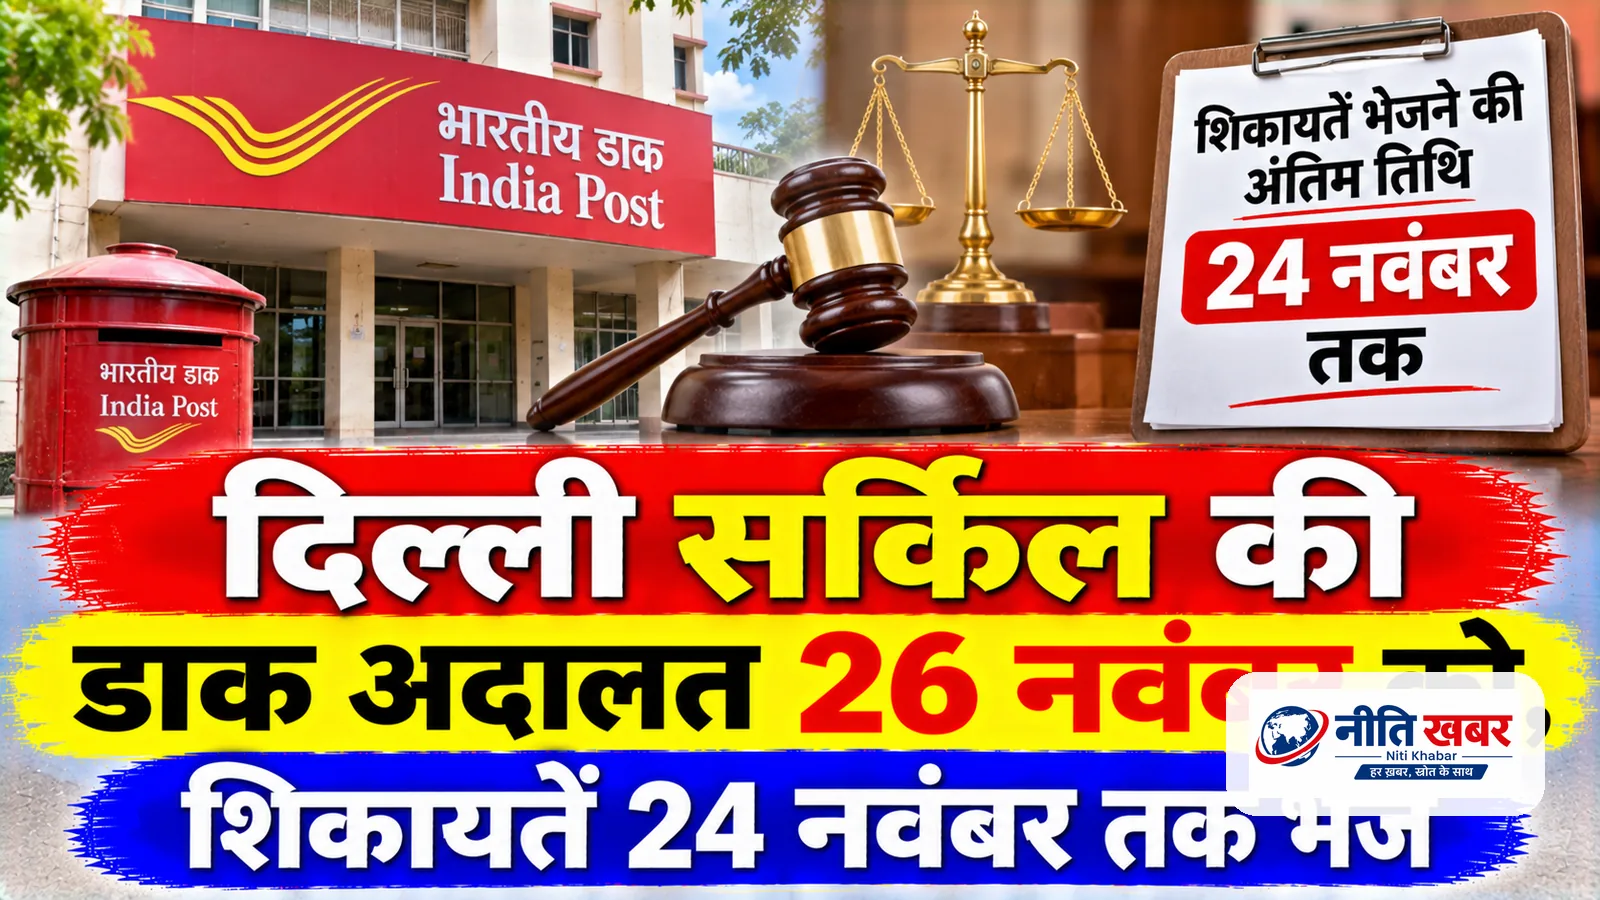 भारतीय डाक
India Post
भारतीय डाक
India Post
शिकायतें भेजने की
अंतिम तिथि
24 नवंबर
तक
दिल्ली सर्किल की
डाक अदालत 26 नवंबर को,
शिकायतें 24 नवंबर तक भेजें
नीति खबर
Niti Khabar
हर ख़बर, स्रोत के साथ